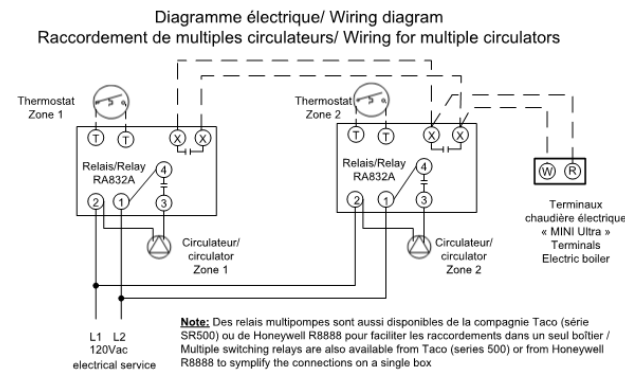 Diagramme électrique/ Wiring diagram
Raccordement de multiples circulateurs/ Wiring for multiple circulators
Thermostat
Zone 1
T T X X
Relais/Relay
RA832A
4
2 1 3
Circulateur/
circulator
Zone 1
Thermostat
Zone 2
T T X X
Relais/Relay
RA832A
4
2 1 3
Circulateur/
circulator
Zone 2
W R
Terminaux
chaudière électrique
« MINI Ultra »
Terminals
Electric boiler
L1 L2
120Vac
electrical service
Note: Des relais multipompes sont aussi disponibles de la compagnie Taco (série
SR500) ou de Honeywell R8888 pour faciliter les raccordements dans un seul boîtier /
Multiple switching relays are also available from Taco (series 500) or from Honeywell
R8888 to symplify the connections on a single box